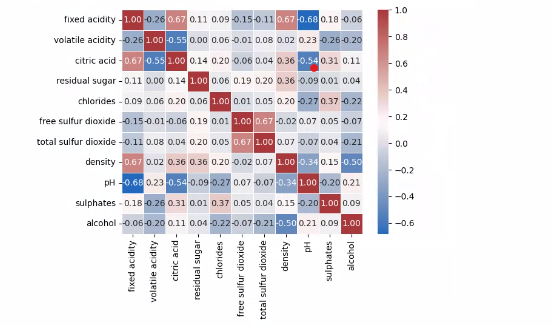 fixed acidity 1.00 -0.26 0.67 0.11 0.09 -0.15 -0.11 0.67 -0.68 0.18 -0.06
volatile acidity -0.26 1.00 -0.55 0.00 0.06 -0.01 0.08 0.02 0.23 -0.26 -0.20
citric acid 0.67 -0.55 1.00 0.14 0.20 -0.06 0.04 0.36 -0.54 0.31 0.11
residual sugar 0.11 0.00 0.14 1.00 0.06 0.19 0.20 0.36 -0.09 0.01 0.04
chlorides 0.09 0.06 0.20 0.06 1.00 0.01 0.05 0.20 -0.27 0.37 -0.22
free sulfur dioxide -0.15 -0.01 -0.06 0.19 0.01 1.00 0.67 -0.02 0.07 0.05 -0.07
total sulfur dioxide -0.11 0.08 0.04 0.20 0.05 0.67 1.00 0.07 -0.07 0.04 -0.21
density 0.67 0.02 0.36 0.36 0.20 -0.02 0.07 1.00 -0.34 0.15 -0.50
pH -0.68 0.23 -0.54 -0.09 -0.27 0.07 -0.07 -0.34 1.00 -0.20 0.21
sulphates 0.18 -0.26 0.31 0.01 0.37 0.05 0.04 0.15 -0.20 1.00 0.09
alcohol -0.06 -0.20 0.11 0.04 -0.22 -0.07 -0.21 -0.50 0.21 0.09 1.00
fixed acidity
volatile acidity
citric acid
residual sugar
chlorides
free sulfur dioxide
total sulfur dioxide
density
pH
sulphates
alcohol
1.0
0.8
0.6
0.4
0.2
0.0
−0.2
−0.4
−0.6